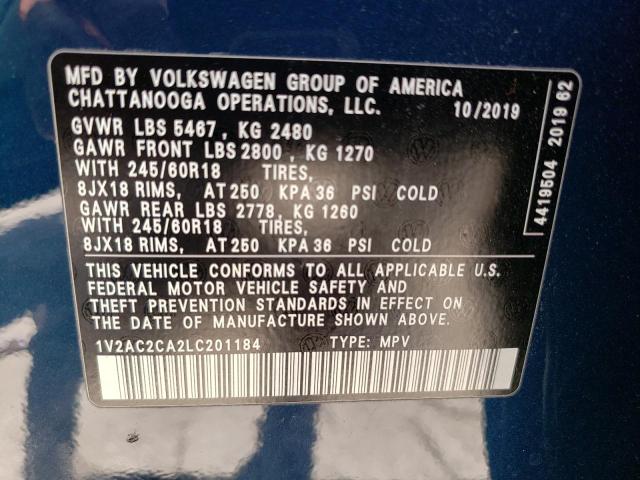 MFD BY VOLKSWAGEN GROUP OF AMERICA
CHATTANOOGA OPERATIONS, LLC. 10/2019
GVWR LBS 5467 , KG 2480
GAWR FRONT LBS 2800 , KG 1270
WITH 245/60R18 TIRES,
8JX18 RIMS, AT 250 KPA 36 PSI COLD
GAWR REAR LBS 2778, KG 1260
WITH 245/60R18 TIRES,
8JX18 RIMS, AT 250 KPA 36 PSI COLD
THIS VEHICLE CONFORMS TO ALL APPLICABLE U.S.
FEDERAL MOTOR VEHICLE SAFETY AND
THEFT PREVENTION STANDARDS IN EFFECT ON
THE DATE OF MANUFACTURE SHOWN ABOVE.
1V2AC2CA2LC201184 TYPE: MPV
4419504 2019 62